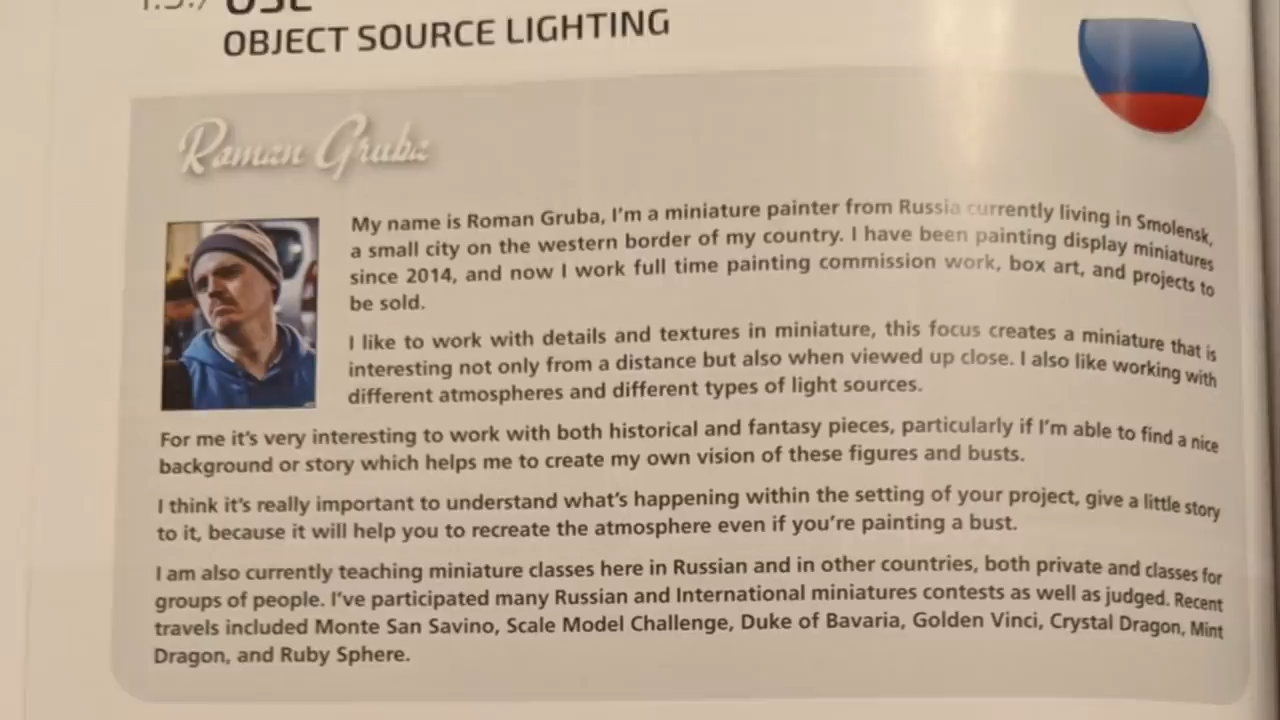 1.3.7 OSL
OBJECT SOURCE LIGHTING
Roman Gruba
My name is Roman Gruba, I'm a miniature painter from Russia currently living in Smolensk,
a small city on the western border of my country. I have been painting display miniatures
since 2014, and now I work full time painting commission work, box art, and projects to
be sold.
I like to work with details and textures in miniature, this focus creates a miniature that is
interesting not only from a distance but also when viewed up close. I also like working with
different atmospheres and different types of light sources.
For me it's very interesting to work with both historical and fantasy pieces, particularly if I'm able to find a nice
background or story which helps me to create my own vision of these figures and busts.
I think it's really important to understand what's happening within the setting of your project, give a little story
to it, because it will help you to recreate the atmosphere even if you're painting a bust.
I am also currently teaching miniature classes here in Russian and in other countries, both private and classes for
groups of people. I've participated many Russian and International miniatures contests as well as judged. Recent
travels included Monte San Savino, Scale Model Challenge, Duke of Bavaria, Golden Vinci, Crystal Dragon, Mint
Dragon, and Ruby Sphere.